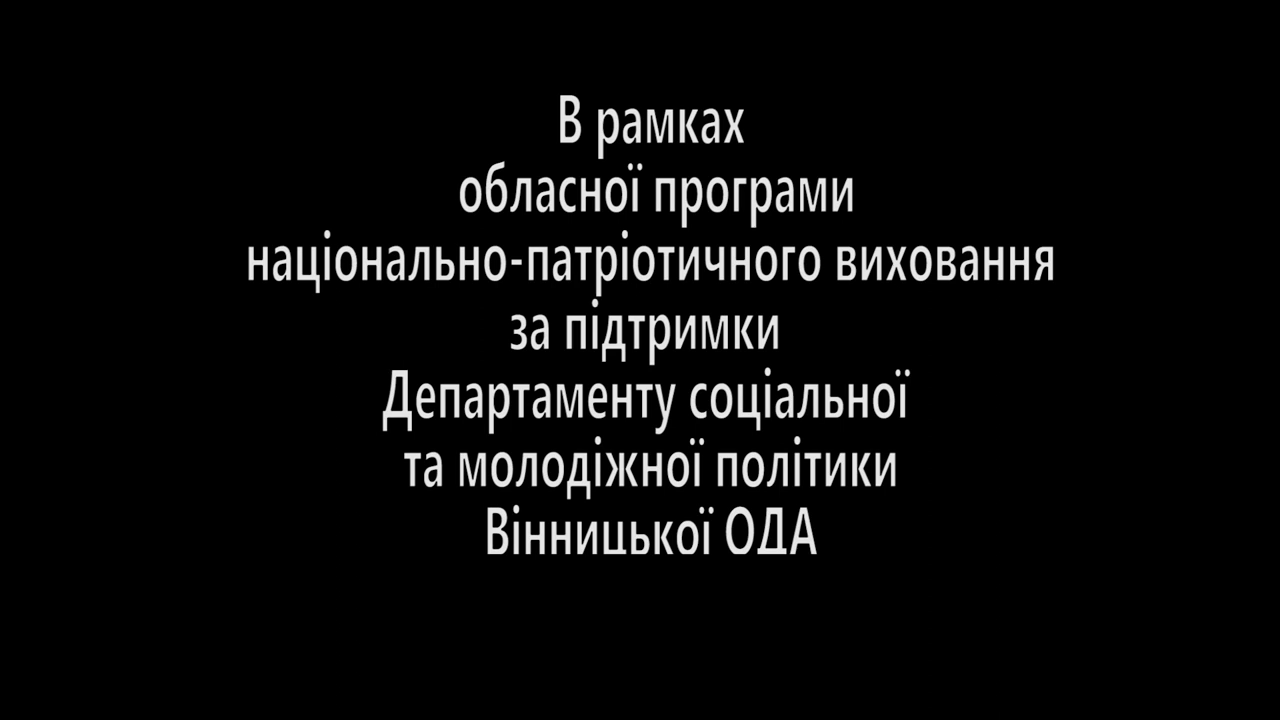 В рамках
обласної програми
національно-патріотичного виховання
за підтримки
Департаменту соціальної
та молодіжної політики
Вінницької ОДА